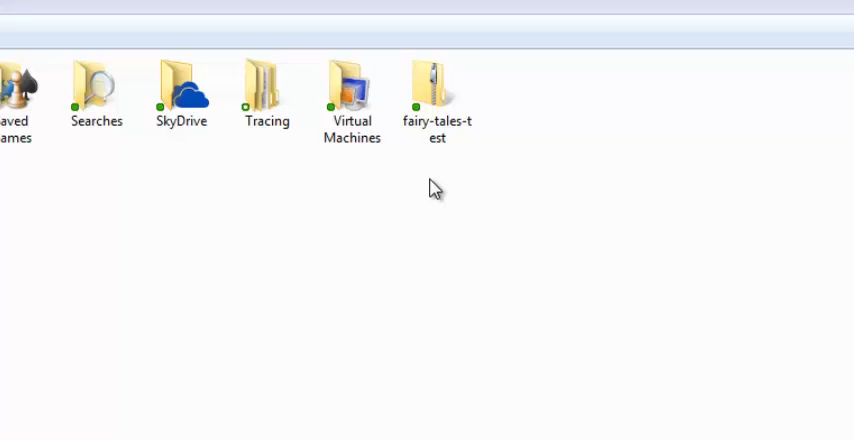 aved
ames
Searches
SkyDrive
Tracing
Virtual
Machines
fairy-tales-t
est